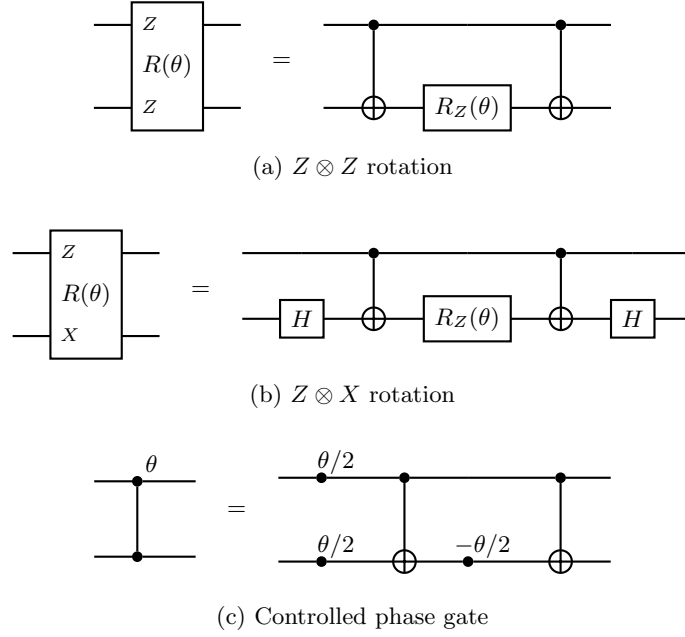 Z
R(θ) = R_Z(θ)
Z
(a) Z ⊗ Z rotation
Z
R(θ) = H R_Z(θ) H
X
(b) Z ⊗ X rotation
θ θ/2
=
θ/2 −θ/2
(c) Controlled phase gate